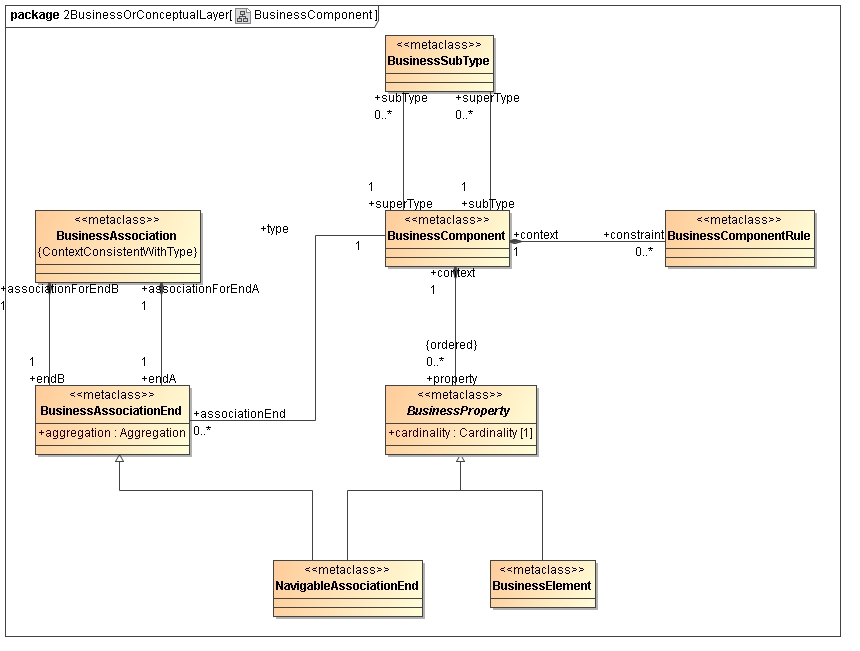 package 2BusinessOrConceptualLayer[ BusinessComponent ]
<<metaclass>>
BusinessSubType
+subType
+superType
0..*
0..*
1
1
+superType
+subType
<<metaclass>>
BusinessAssociation
{ContextConsistentWithType}
+type
1
<<metaclass>>
BusinessComponent
+context
1
+constraint
0..*
<<metaclass>>
BusinessComponentRule
+associationForEndB
1
+associationForEndA
1
+context
1
1
+endB
1
+endA
{ordered}
0..*
+property
<<metaclass>>
BusinessAssociationEnd
+aggregation : Aggregation
+associationEnd
0..*
<<metaclass>>
BusinessProperty
+cardinality : Cardinality [1]
<<metaclass>>
NavigableAssociationEnd
<<metaclass>>
BusinessElement